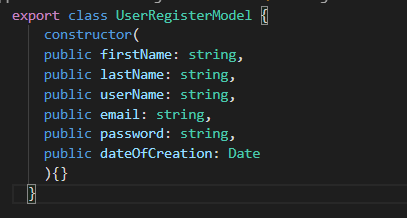 export class UserRegisterModel {
constructor(
public firstName: string,
public lastName: string,
public userName: string,
public email: string,
public password: string,
public dateOfCreation: Date
){}
}